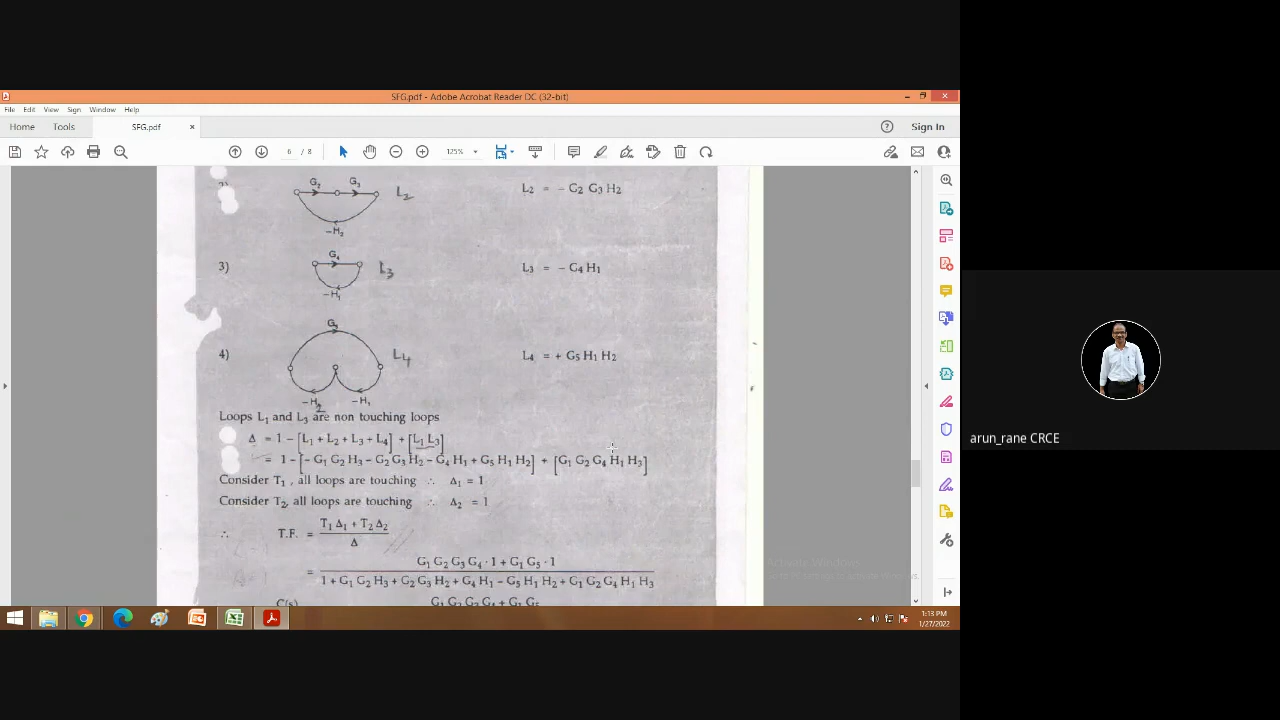 SFG.pdf - Adobe Acrobat Reader DC (32-bit)
File Edit View Sign Window Help
Home Tools SFG.pdf × Sign In
6 / 8 125%
G₂ G₃ L₂ L₂ = - G₂ G₃ H₂
-H₂
G₄
3) L₃ L₃ = - G₄ H₁
-H₁
G₅
4) L₄ L₄ = + G₅ H₁ H₂
-H₂ -H₁
Loops L₁ and L₃ are non touching loops
Δ = 1 - [L₁ + L₂ + L₃ + L₄] + [L₁ L₃]
= 1 - [- G₁ G₂ H₃ - G₂ G₃ H₂ - G₄ H₁ + G₅ H₁ H₂] + [G₁ G₂ G₄ H₁ H₃]
Consider T₁ , all loops are touching ∴ Δ₁ = 1
Consider T₂, all loops are touching ∴ Δ₂ = 1
∴ T.F. = T₁ Δ₁ + T₂ Δ₂
Δ
= G₁ G₂ G₃ G₄ · 1 + G₁ G₅ · 1
1 + G₁ G₂ H₃ + G₂ G₃ H₂ + G₄ H₁ - G₅ H₁ H₂ + G₁ G₂ G₄ H₁ H₃
Activate Windows
1:13 PM
1/27/2022
arun_rane CRCE